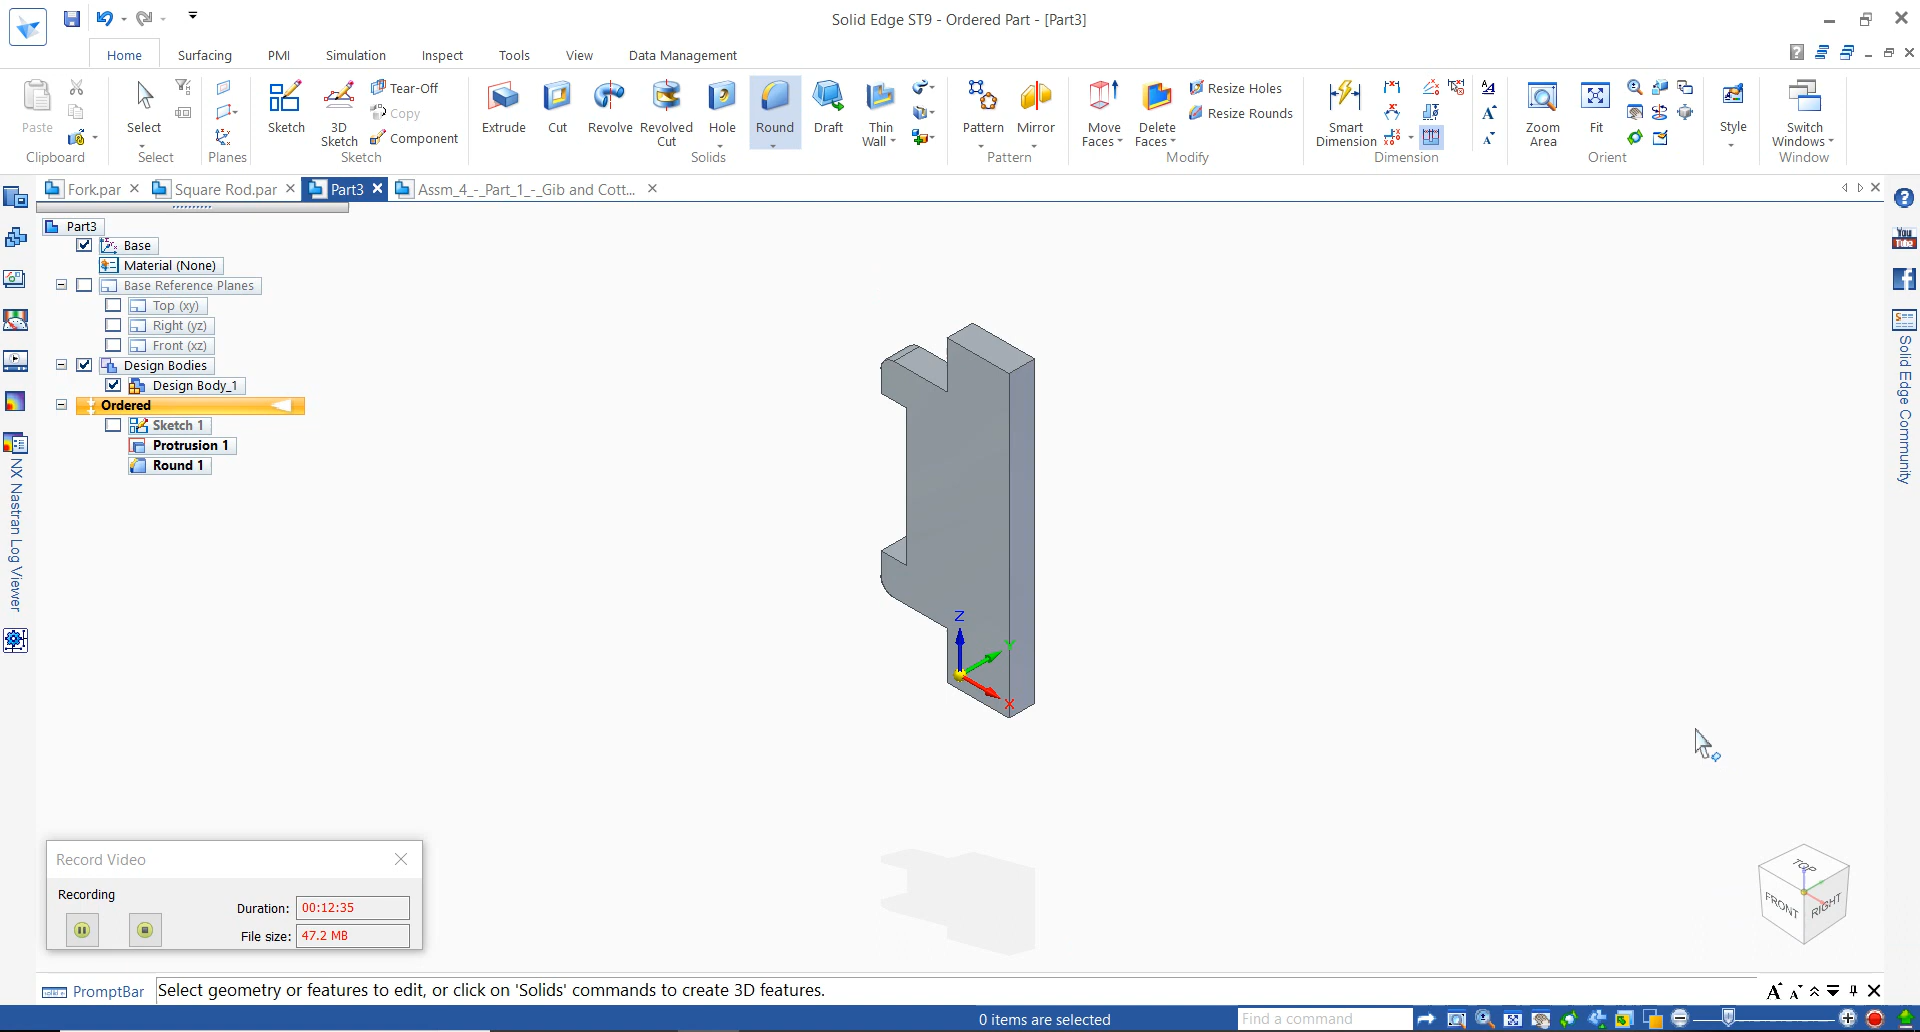 Solid Edge ST9 - Ordered Part - [Part3]
Home Surfacing PMI Simulation Inspect Tools View Data Management
Paste
Clipboard
Select
Select
Planes
Sketch
3D Sketch
Tear-Off
Copy
Component
Sketch
Extrude
Cut
Revolve
Revolved Cut
Hole
Round
Draft
Thin Wall
Solids
Pattern
Mirror
Pattern
Move Faces
Delete Faces
Resize Holes
Resize Rounds
Modify
Smart Dimension
Dimension
Zoom Area
Fit
Orient
Style
Switch Windows
Window
Fork.par
Square Rod.par
Part3
Assm_4_-_Part_1_-_Gib and Cott...
Part3
Base
Material (None)
Base Reference Planes
Top (xy)
Right (yz)
Front (xz)
Design Bodies
Design Body_1
Ordered
Sketch 1
Protrusion 1
Round 1
NX Nastran Log Viewer
You Tube
Solid Edge Community
Z
Y
X
TOP
FRONT
RIGHT
Record Video
Recording
Duration: 00:12:35
File size: 47.2 MB
PromptBar
Select geometry or features to edit, or click on 'Solids' commands to create 3D features.
0 items are selected
Find a command